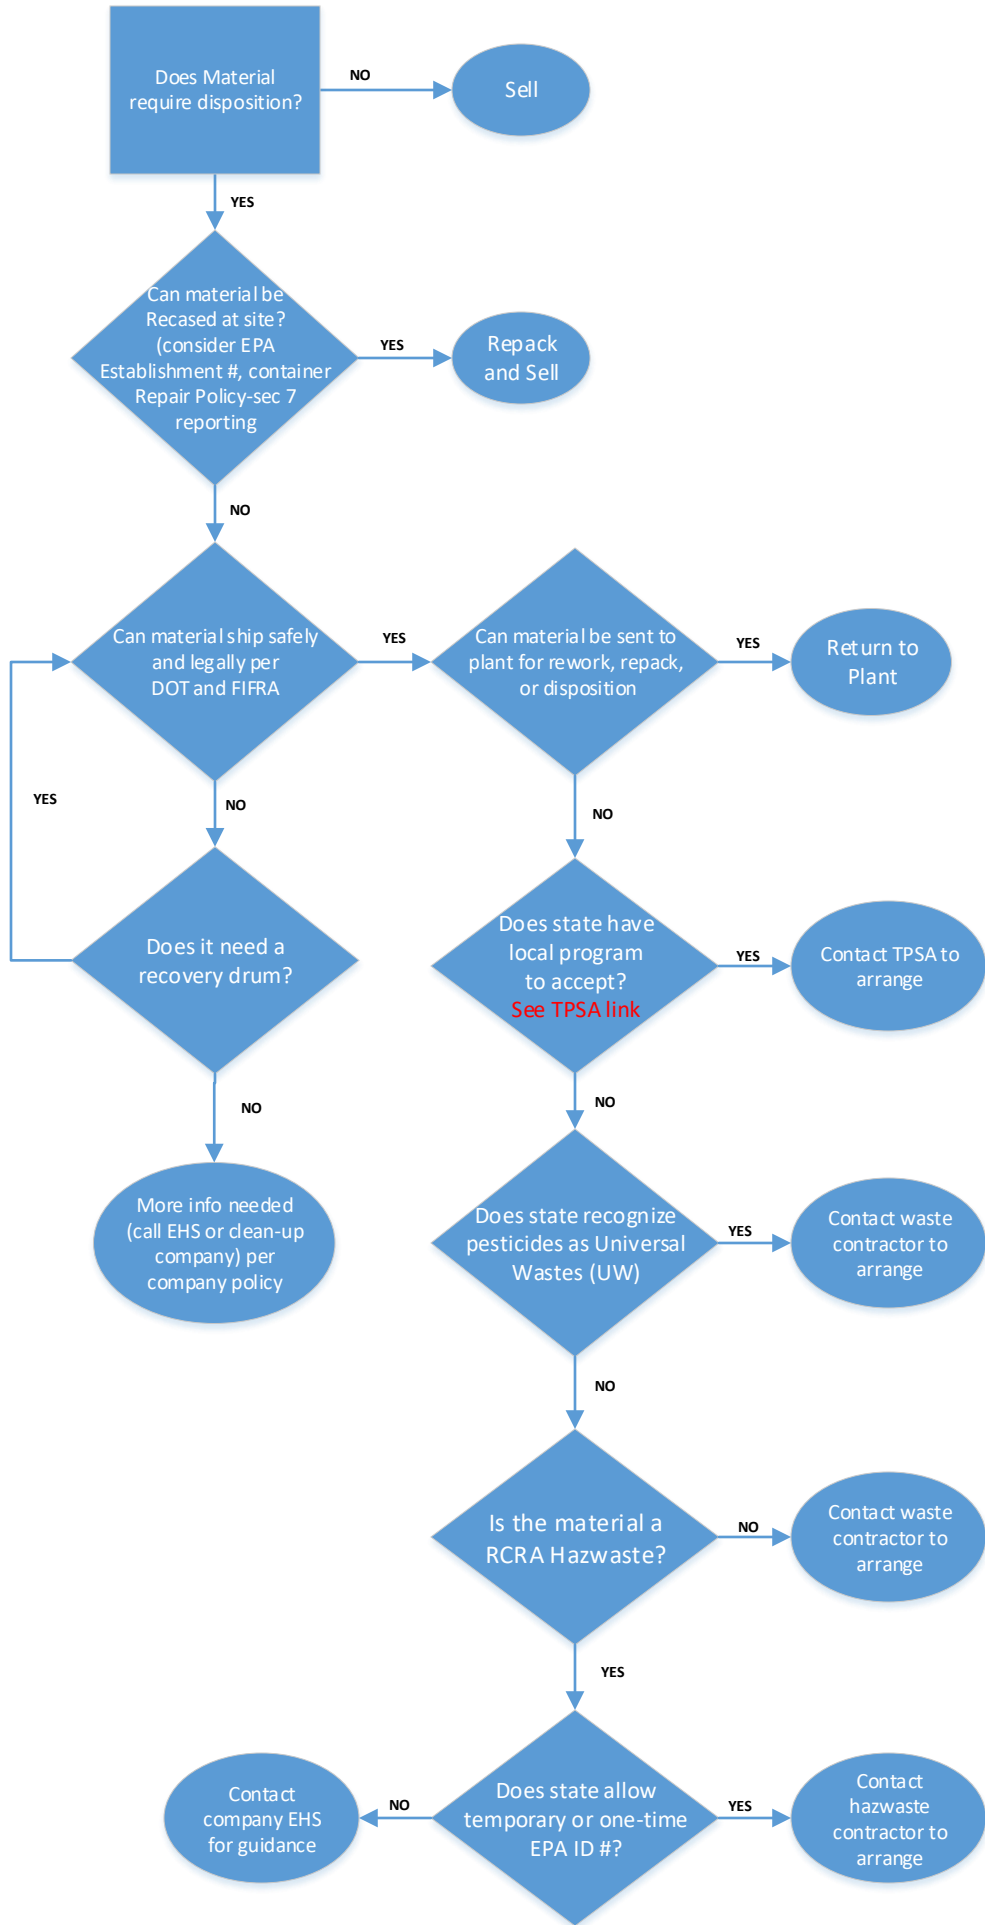 Does Material
require disposition?
NO
Sell
YES
Can material be
Recased at site?
(consider EPA
Establishment #, container
Repair Policy-sec 7
reporting
YES
Repack
and Sell
NO
Can material ship safely
and legally per
DOT and FIFRA
YES
Can material be sent to
plant for rework, repack,
or disposition
YES
Return to
Plant
YES
NO
NO
Does it need a
recovery drum?
Does state have
local program
to accept?
See TPSA link
YES
Contact TPSA to
arrange
NO
NO
More info needed
(call EHS or clean-up
company) per
company policy
Does state recognize
pesticides as Universal
Wastes (UW)
YES
Contact waste
contractor to
arrange
NO
Is the material a
RCRA Hazwaste?
NO
Contact waste
contractor to
arrange
YES
Contact
company EHS
for guidance
NO
Does state allow
temporary or one-time
EPA ID #?
YES
Contact
hazwaste
contractor to
arrange